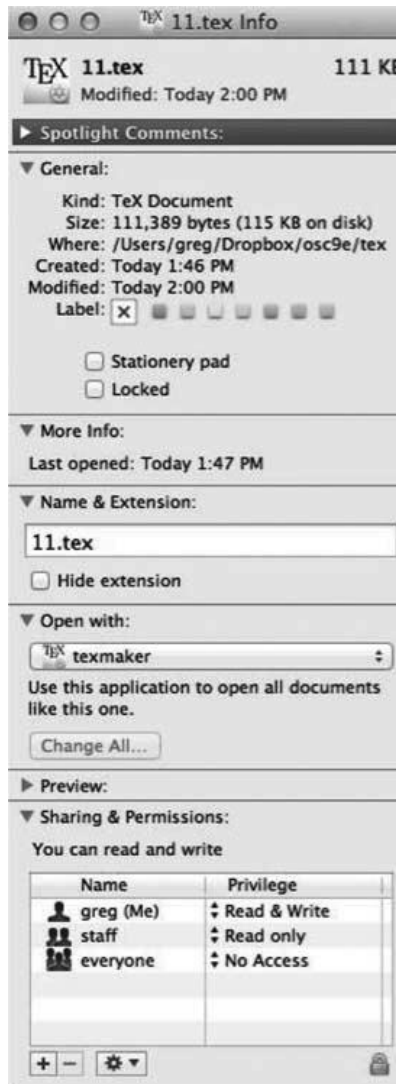 TEX 11.tex Info
TEX 11.tex 111 KB
Modified: Today 2:00 PM
Spotlight Comments:
General:
Kind: TeX Document
Size: 111,389 bytes (115 KB on disk)
Where: /Users/greg/Dropbox/osc9e/tex
Created: Today 1:46 PM
Modified: Today 2:00 PM
Label:
Stationery pad
Locked
More Info:
Last opened: Today 1:47 PM
Name & Extension:
11.tex
Hide extension
Open with:
TEX texmaker
Use this application to open all documents
like this one.
Change All...
Preview:
Sharing & Permissions:
You can read and write
Name Privilege
greg (Me) Read & Write
staff Read only
everyone No Access